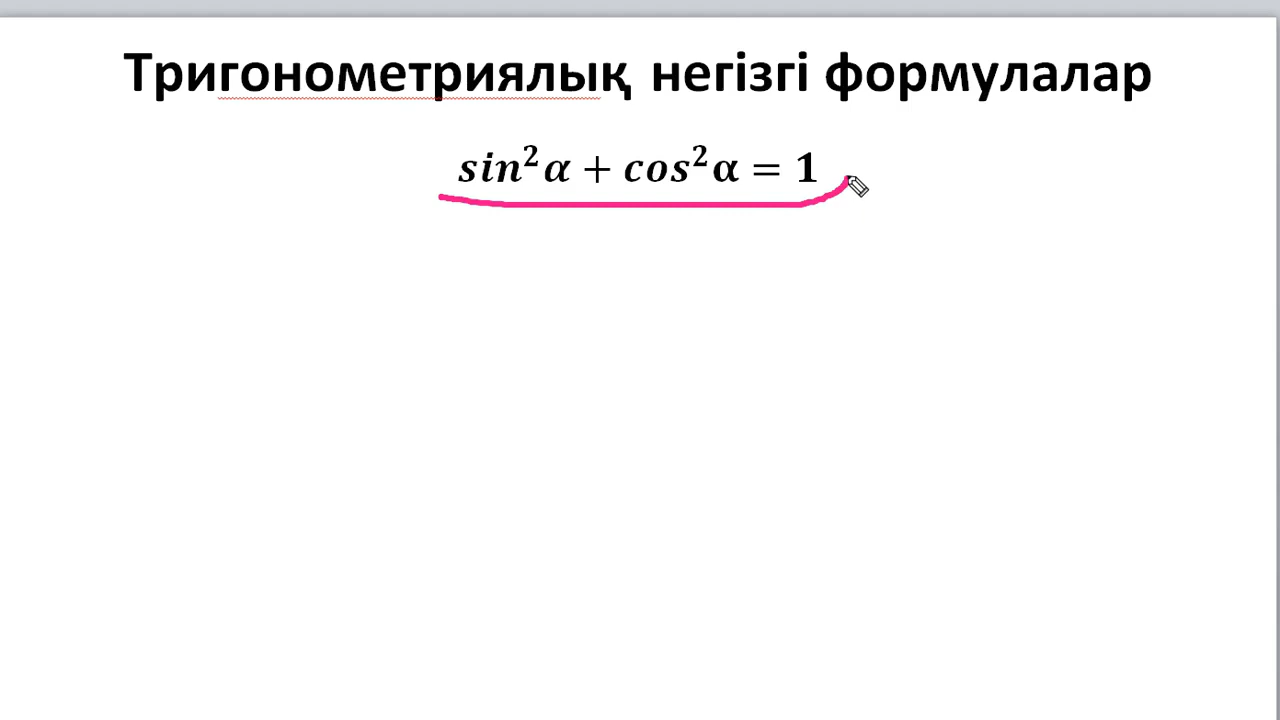 Тригонометриялық негізгі формулалар
sin²α + cos²α = 1